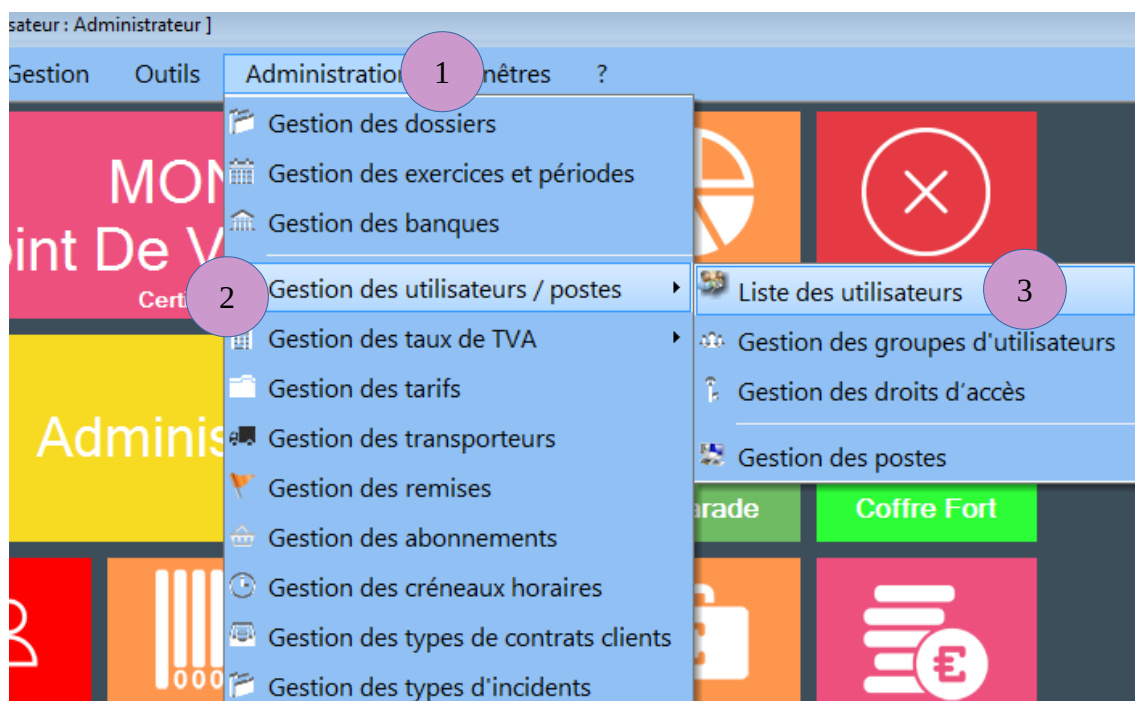 sateur : Administrateur ]
Gestion Outils Administration 1 nêtres ?
Gestion des dossiers
MON
Gestion des exercices et périodes
int De V
Gestion des banques
Cert
2 Gestion des utilisateurs / postes
Liste des utilisateurs 3
Gestion des taux de TVA
Gestion des groupes d'utilisateurs
Gestion des tarifs
Gestion des droits d'accès
Adminis
Gestion des transporteurs
Gestion des postes
Gestion des remises
arade
Coffre Fort
Gestion des abonnements
Gestion des créneaux horaires
Gestion des types de contrats clients
000
€
Gestion des types d'incidents